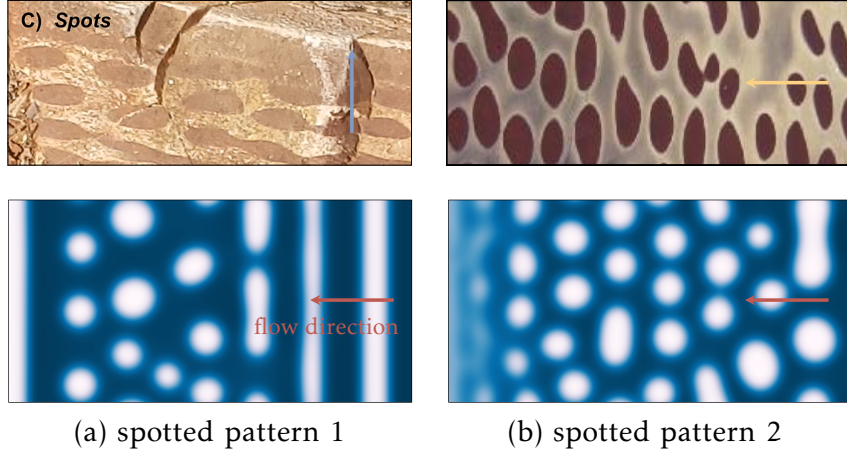 C) Spots
flow direction
(a) spotted pattern 1
(b) spotted pattern 2